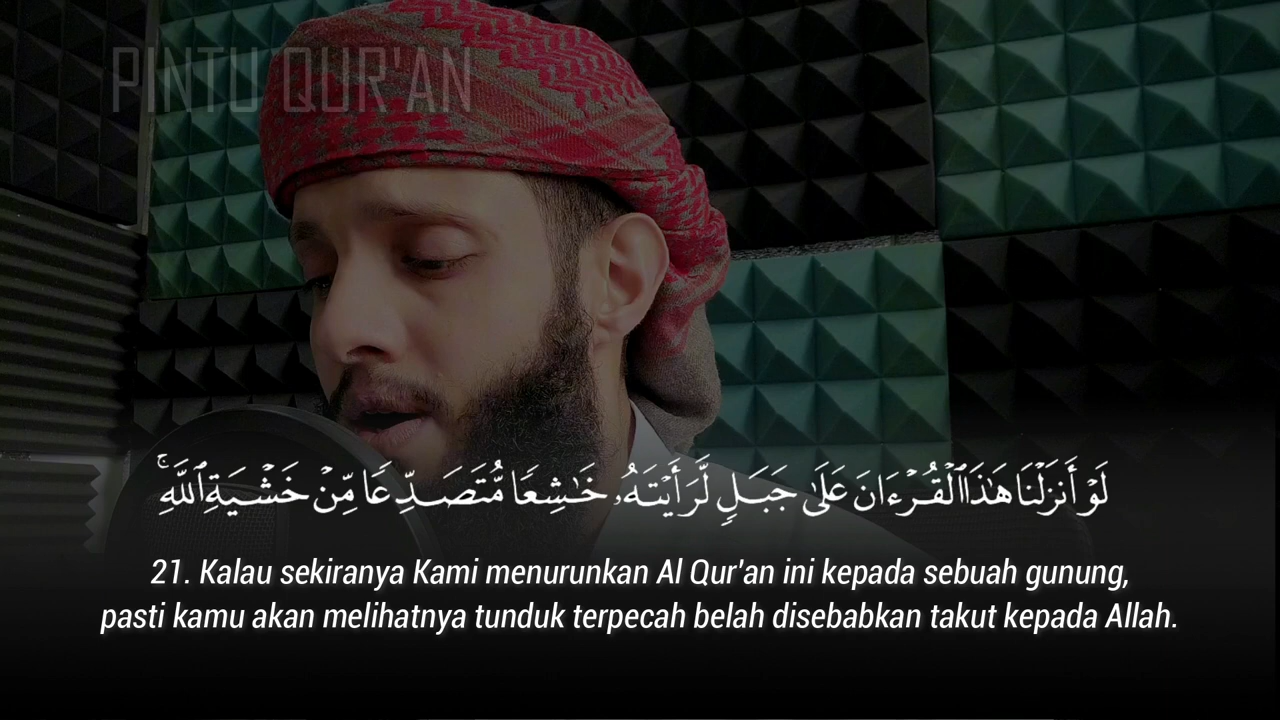 PINTU QUR'AN
لَوْ أَنزَلْنَا هَٰذَا ٱلْقُرْءَانَ عَلَىٰ جَبَلٍ لَّرَأَيْتَهُۥ خَٰشِعًا مُّتَصَدِّعًا مِّنْ خَشْيَةِ ٱللَّهِ ۚ
21. Kalau sekiranya Kami menurunkan Al Qur'an ini kepada sebuah gunung,
pasti kamu akan melihatnya tunduk terpecah belah disebabkan takut kepada Allah.